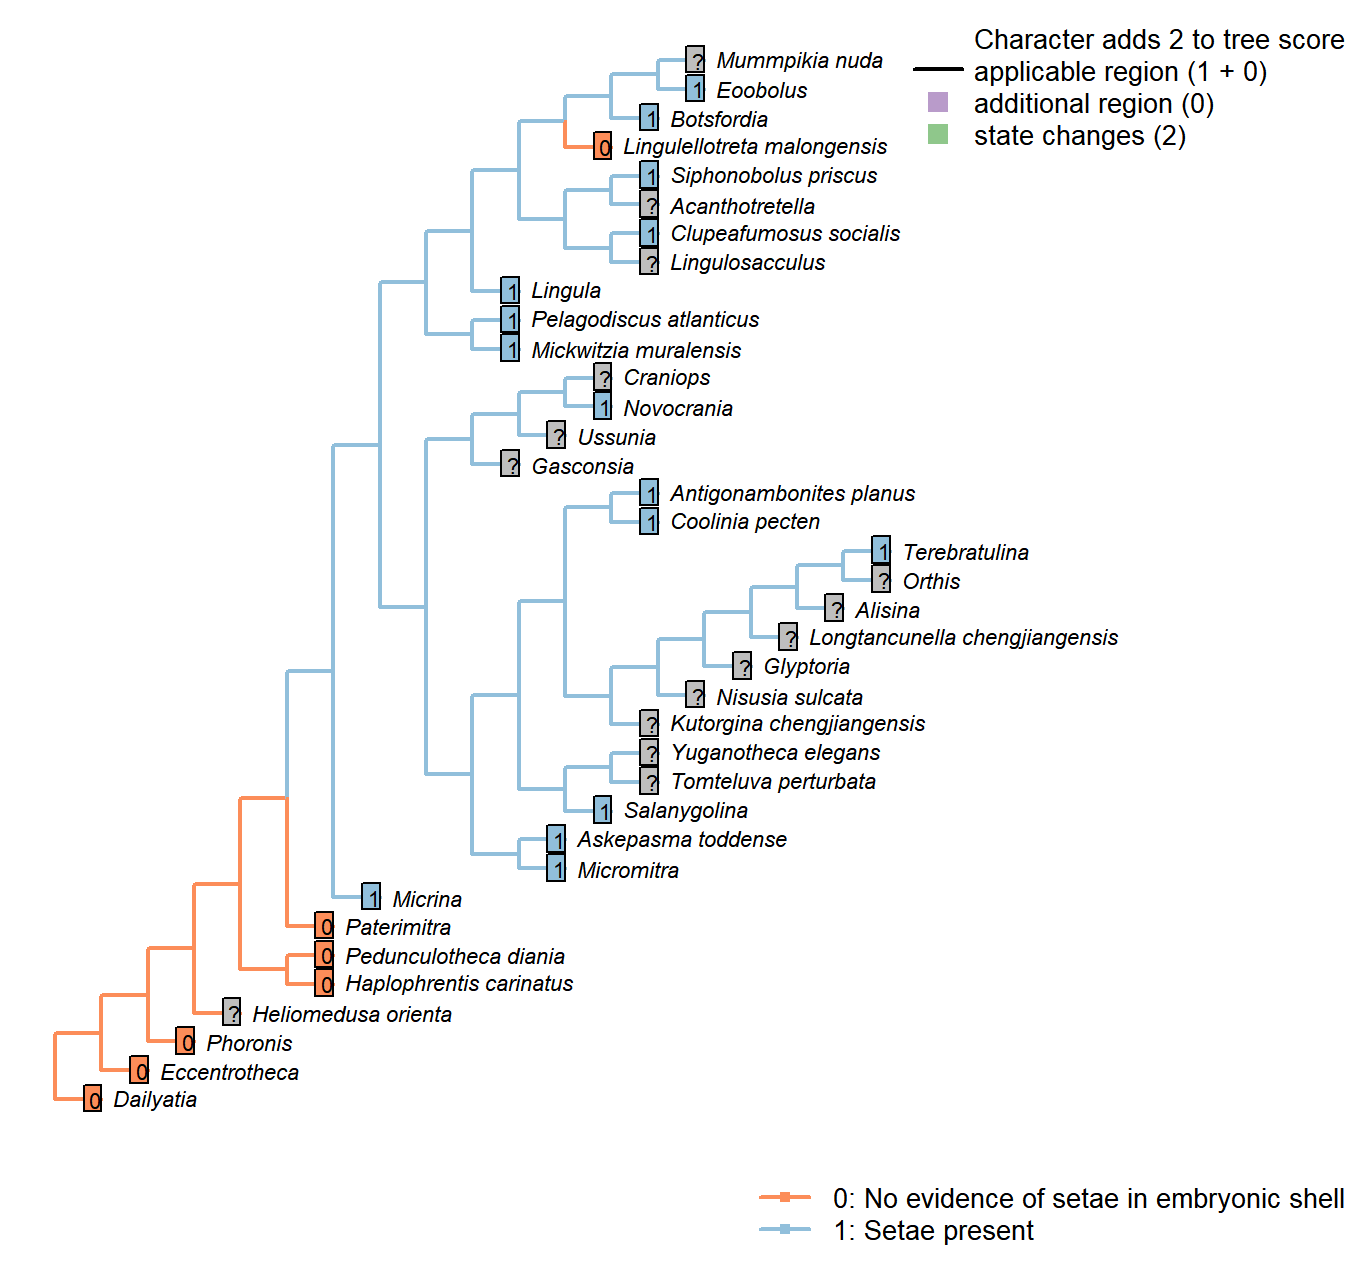 Character adds 2 to tree score
applicable region (1 + 0)
additional region (0)
state changes (2)
? Mummpikia nuda
1 Eoobolus
1 Botsfordia
0 Lingulellotreta malongensis
1 Siphonobolus priscus
? Acanthotretella
1 Clupeafumosus socialis
? Lingulosacculus
1 Lingula
1 Pelagodiscus atlanticus
1 Mickwitzia muralensis
? Craniops
1 Novocrania
? Ussunia
? Gasconsia
1 Antigonambonites planus
1 Coolinia pecten
1 Terebratulina
? Orthis
? Alisina
? Longtancunella chengjiangensis
? Glyptoria
? Nisusia sulcata
? Kutorgina chengjiangensis
? Yuganotheca elegans
? Tomteluva perturbata
1 Salanygolina
1 Askepasma toddense
1 Micromitra
1 Micrina
0 Paterimitra
0 Pedunculotheca diania
0 Haplophrentis carinatus
? Heliomedusa orienta
0 Phoronis
0 Eccentrotheca
0 Dailyatia
0: No evidence of setae in embryonic shell
1: Setae present